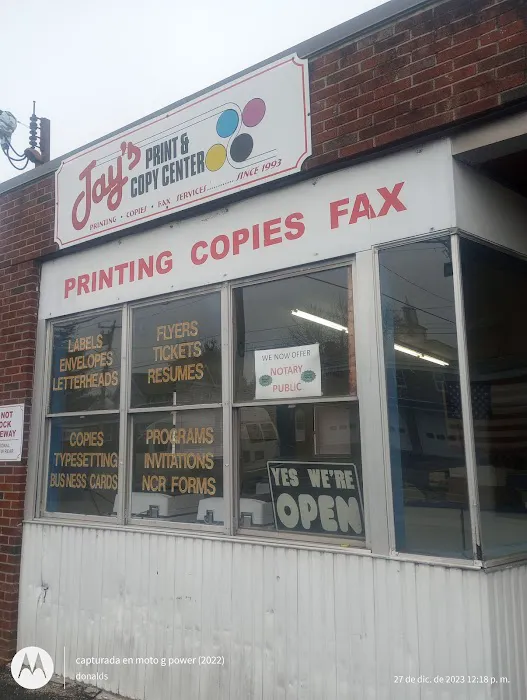 Jay's PRINT &
COPY CENTER
PRINTING • COPIES • FAX SERVICES............SINCE 1993
PRINTING COPIES FAX
LABELS
ENVELOPES
LETTERHEADS
FLYERS
TICKETS
RESUMES
WE NOW OFFER
NOTARY
PUBLIC
COPIES
TYPESETTING
BUSINESS CARDS
PROGRAMS
INVITATIONS
NCR FORMS
YES WE'RE
OPEN
NOT
capturada en moto g power (2022)
donalds
27 de dic. de 2023 12:18 p. m.